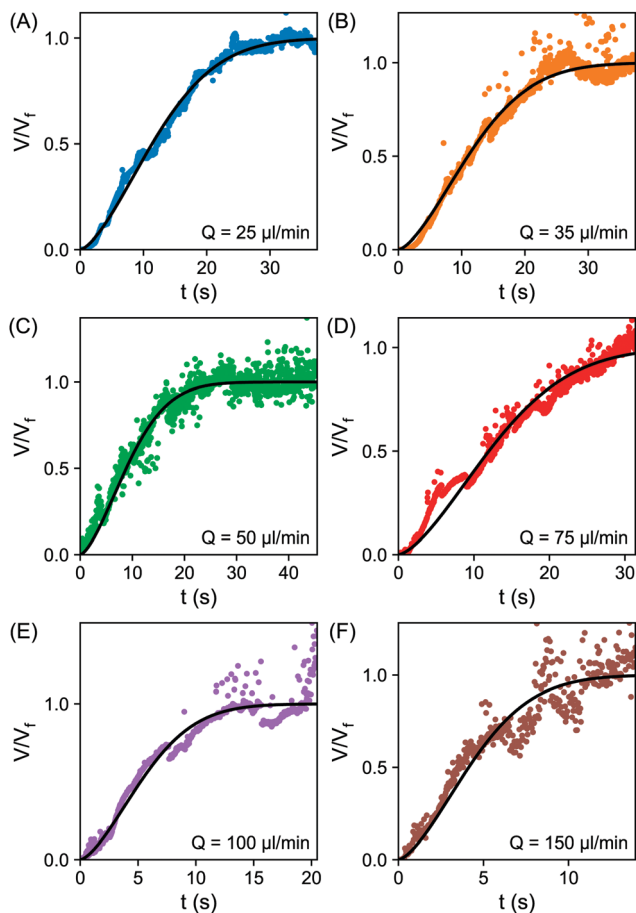 (A)
1.0
0.5
0.0
V/Vf
0 10 20 30
t (s)
Q = 25 µl/min
(B)
1.0
0.5
0.0
V/Vf
0 10 20 30
t (s)
Q = 35 µl/min
(C)
1.0
0.5
0.0
V/Vf
0 10 20 30 40
t (s)
Q = 50 µl/min
(D)
1.0
0.5
0.0
V/Vf
0 10 20 30
t (s)
Q = 75 µl/min
(E)
1.0
0.0
V/Vf
0 5 10 15 20
t (s)
Q = 100 µl/min
(F)
1.0
0.5
0.0
V/Vf
0 5 10
t (s)
Q = 150 µl/min